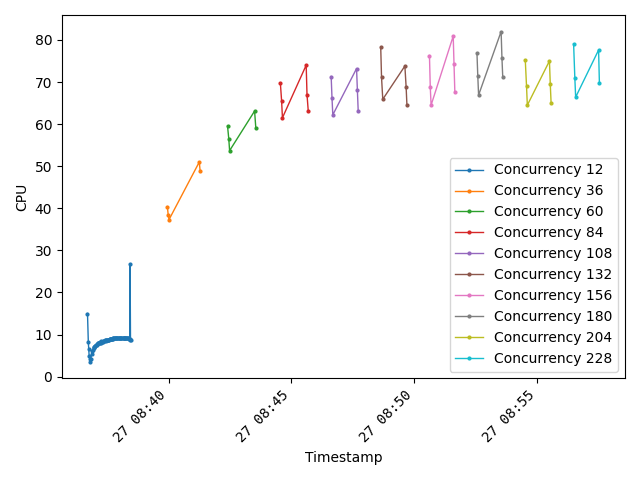 80
70
60
50
40
30
20
10
0
CPU
27 08:40
27 08:45
27 08:50
27 08:55
Timestamp
Concurrency 12
Concurrency 36
Concurrency 60
Concurrency 84
Concurrency 108
Concurrency 132
Concurrency 156
Concurrency 180
Concurrency 204
Concurrency 228